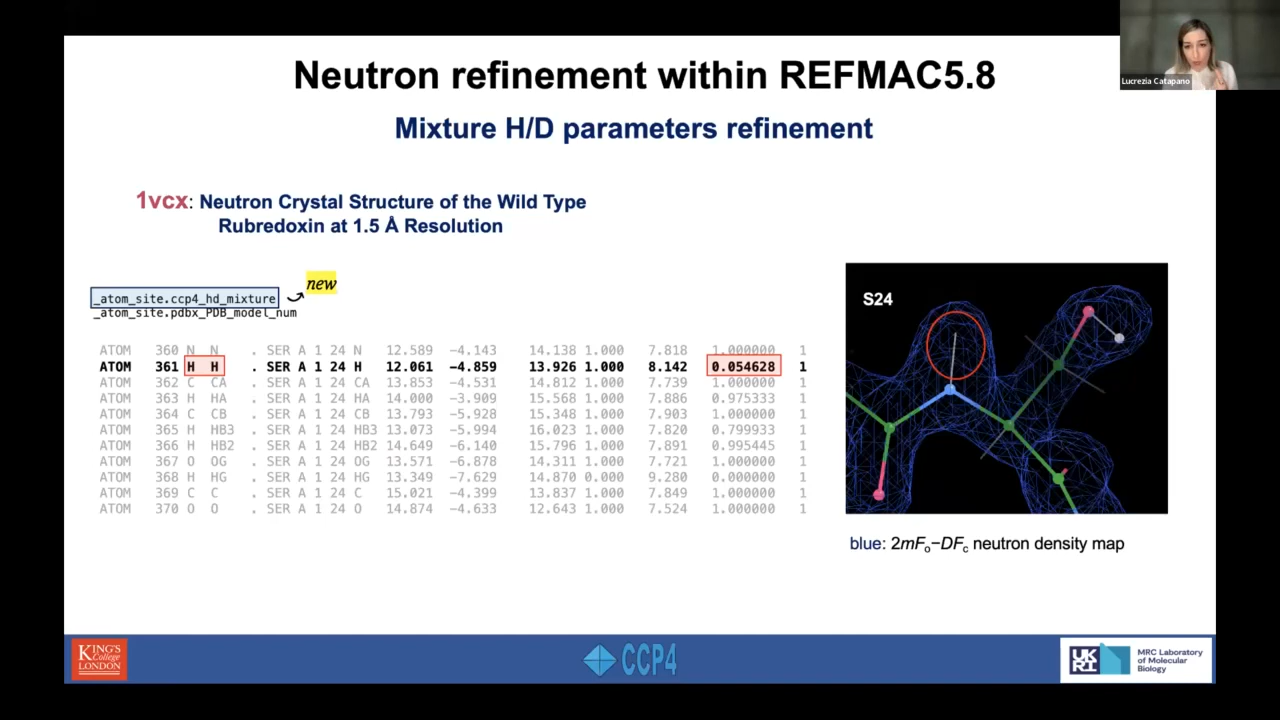 Lucrezia Catapano
Neutron refinement within REFMAC5.8
Mixture H/D parameters refinement
1vcx: Neutron Crystal Structure of the Wild Type
Rubredoxin at 1.5 Å Resolution
new
_atom_site.ccp4_hd_mixture
_atom_site.pdbx_PDB_model_num
ATOM 360 N N . SER A 1 24 N 12.589 -4.143 14.138 1.000 7.818 1.000000 1
ATOM 361 H H . SER A 1 24 H 12.061 -4.859 13.926 1.000 8.142 0.054628 1
ATOM 362 C CA . SER A 1 24 CA 13.853 -4.531 14.812 1.000 7.739 1.000000 1
ATOM 363 H HA . SER A 1 24 HA 14.000 -3.909 15.568 1.000 7.886 0.975333 1
ATOM 364 C CB . SER A 1 24 CB 13.793 -5.928 15.348 1.000 7.903 1.000000 1
ATOM 365 H HB3 . SER A 1 24 HB3 13.073 -5.994 16.023 1.000 7.820 0.799933 1
ATOM 366 H HB2 . SER A 1 24 HB2 14.649 -6.140 15.796 1.000 7.891 0.995445 1
ATOM 367 O OG . SER A 1 24 OG 13.571 -6.878 14.311 1.000 7.721 1.000000 1
ATOM 368 H HG . SER A 1 24 HG 13.349 -7.629 14.870 0.000 9.280 0.000000 1
ATOM 369 C C . SER A 1 24 C 15.021 -4.399 13.837 1.000 7.849 1.000000 1
ATOM 370 O O . SER A 1 24 O 14.874 -4.633 12.643 1.000 7.524 1.000000 1
S24
blue: 2mFo−DFc neutron density map
KING'S
College
LONDON
CCP4
UKRI
MRC Laboratory
of Molecular
Biology